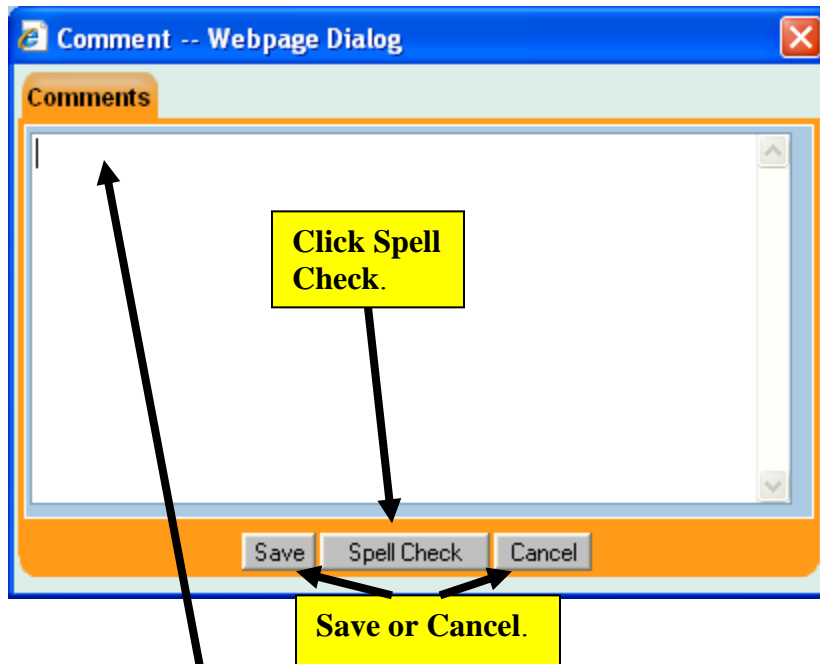 Comment -- Webpage Dialog
Comments
Click Spell
Check.
Save
Spell Check
Cancel
Save or Cancel.